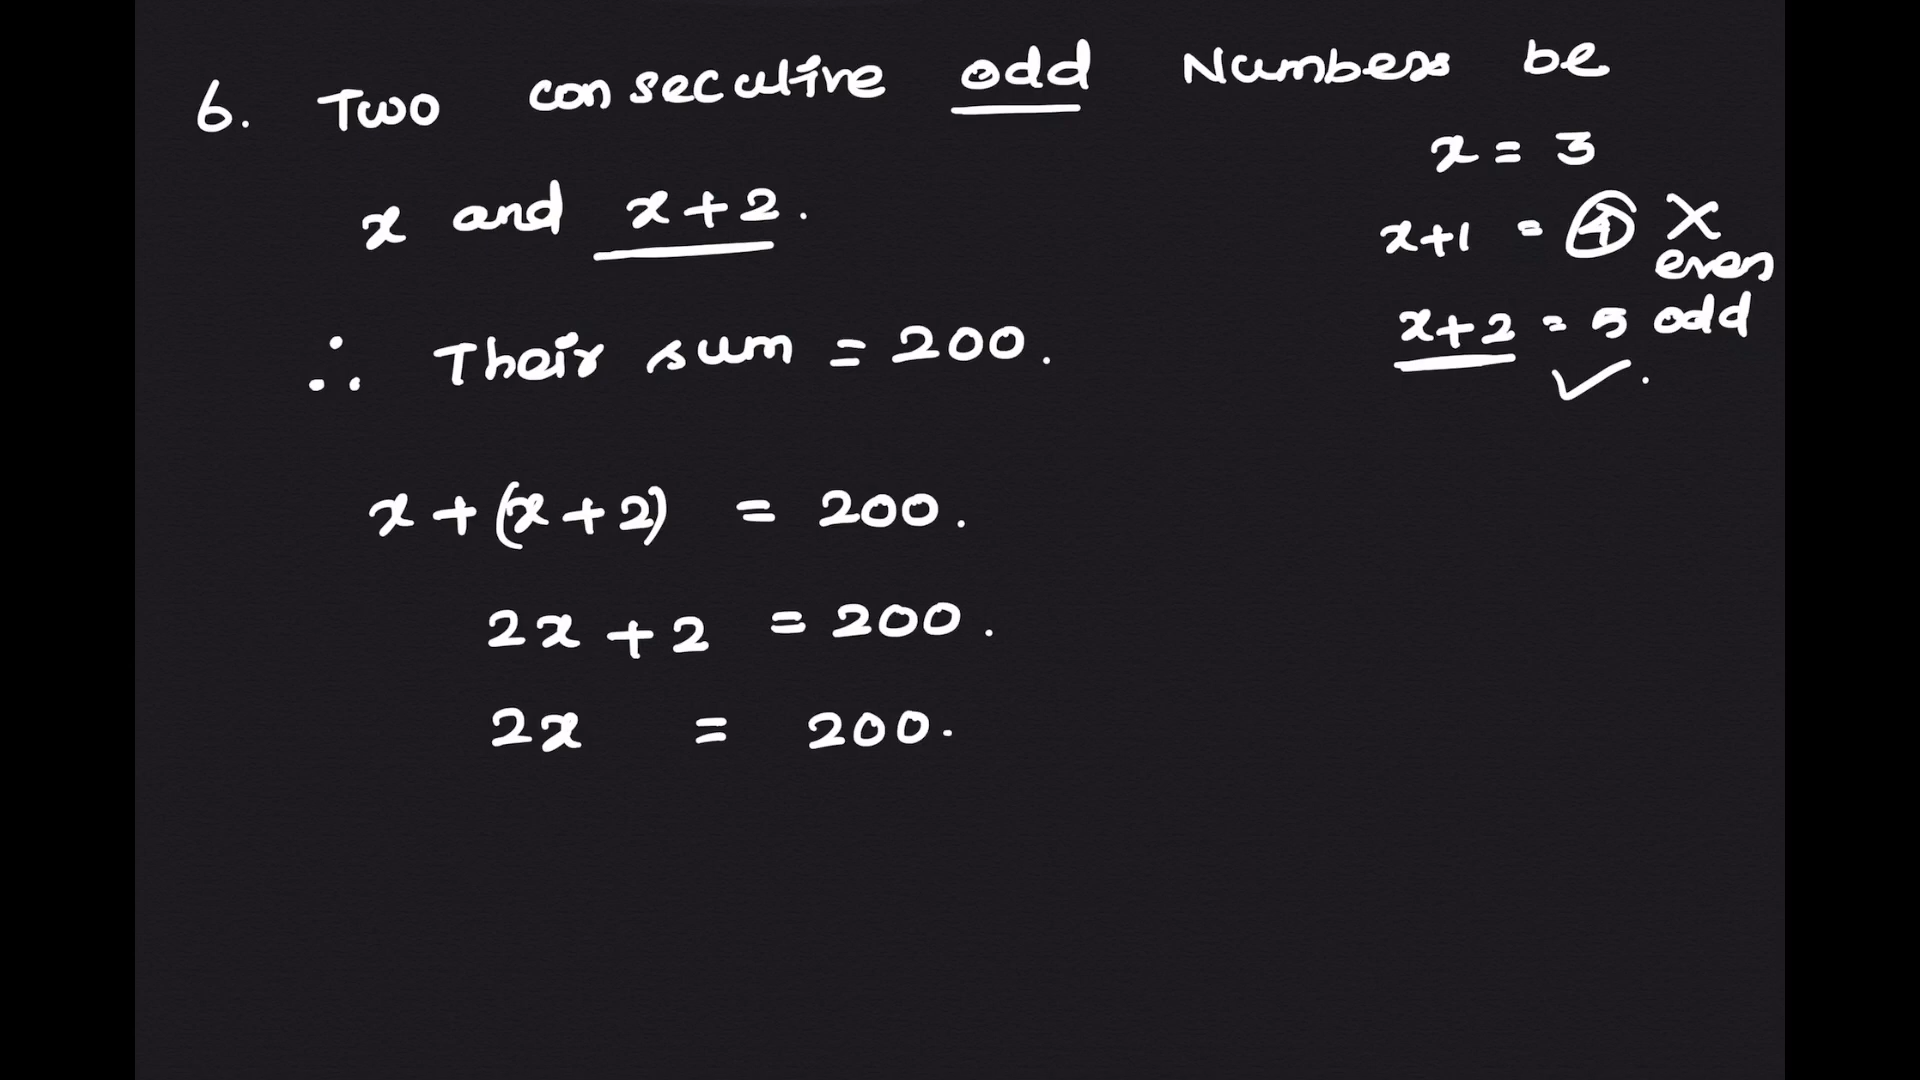 6. Two consecutive odd Numbers be
x and x+2.
∴ Their sum = 200.
x+(x+2) = 200.
2x+2 = 200.
2x = 200.
x = 3
x+1 = 4 X
even
x+2 = 5 odd
✓.